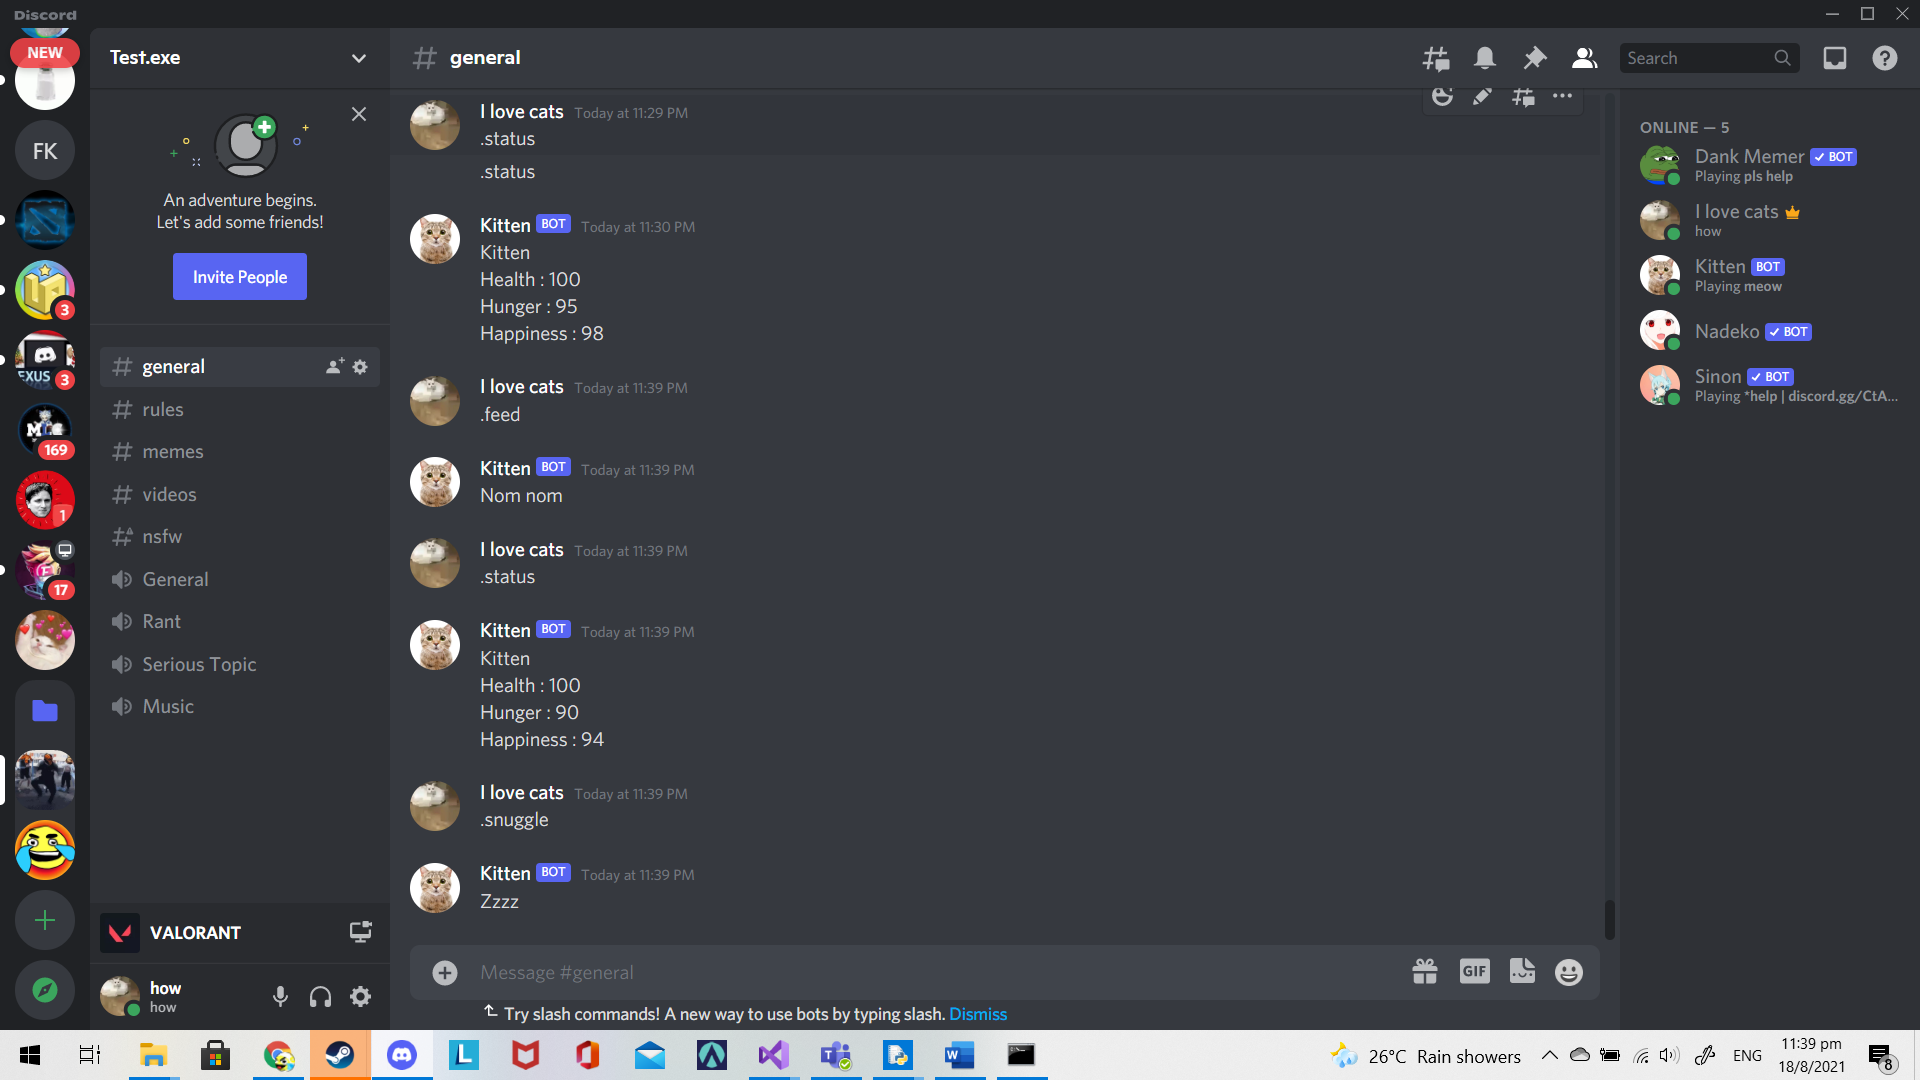 Discord
NEW
FK
3
EXUS
3
169
1
17
Test.exe
An adventure begins.
Let's add some friends!
Invite People
general
rules
memes
videos
nsfw
General
Rant
Serious Topic
Music
VALORANT
how
how
general
Search
I love cats Today at 11:29 PM
.status
.status
Kitten BOT Today at 11:30 PM
Kitten
Health : 100
Hunger : 95
Happiness : 98
I love cats Today at 11:39 PM
.feed
Kitten BOT Today at 11:39 PM
Nom nom
I love cats Today at 11:39 PM
.status
Kitten BOT Today at 11:39 PM
Kitten
Health : 100
Hunger : 90
Happiness : 94
I love cats Today at 11:39 PM
.snuggle
Kitten BOT Today at 11:39 PM
Zzzz
Message #general
GIF
Try slash commands! A new way to use bots by typing slash. Dismiss
ONLINE — 5
Dank Memer BOT
Playing pls help
I love cats
how
Kitten BOT
Playing meow
Nadeko BOT
Sinon BOT
Playing *help | discord.gg/CtA...
L
W
26°C Rain showers
ENG
11:39 pm
18/8/2021
8